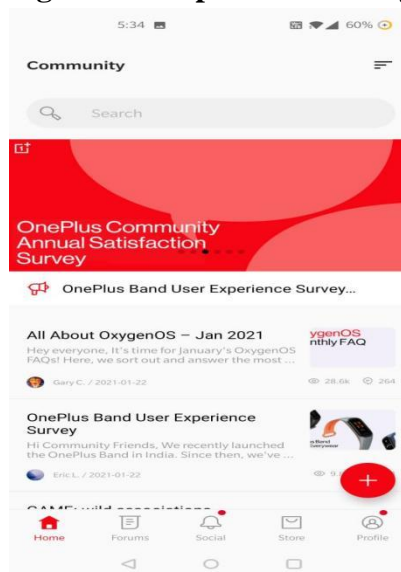 5:34
60%
Community
Search
OnePlus Community
Annual Satisfaction
Survey
OnePlus Band User Experience Survey...
All About OxygenOS – Jan 2021
Hey everyone, It's time for January's OxygenOS
FAQs! Here, we sort out and answer the most ...
Gary C. / 2021-01-22
28.6k 264
ygenOS
nthly FAQ
OnePlus Band User Experience
Survey
Hi Community Friends, We recently launched
the OnePlus Band in India. Since then, we've ...
Eric L. / 2021-01-22
Home Forums Social Store Profile